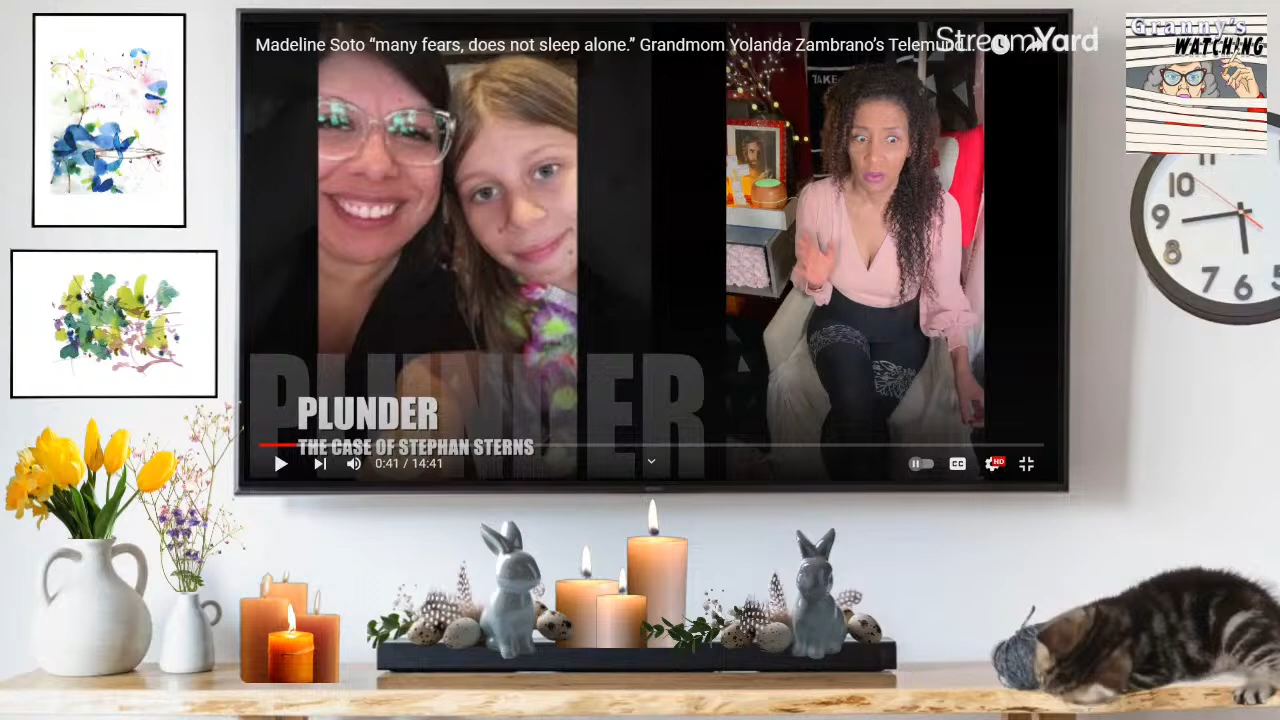 Madeline Soto “many fears, does not sleep alone.” Grandmom Yolanda Zambrano’s Telemund...
StreamYard
Granny's
WATCHING
TAKE
PLUNDER
PLUNDER
THE CASE OF STEPHAN STERNS
0:41 / 14:41
CC
HD
11
10
9
8
7
6
5